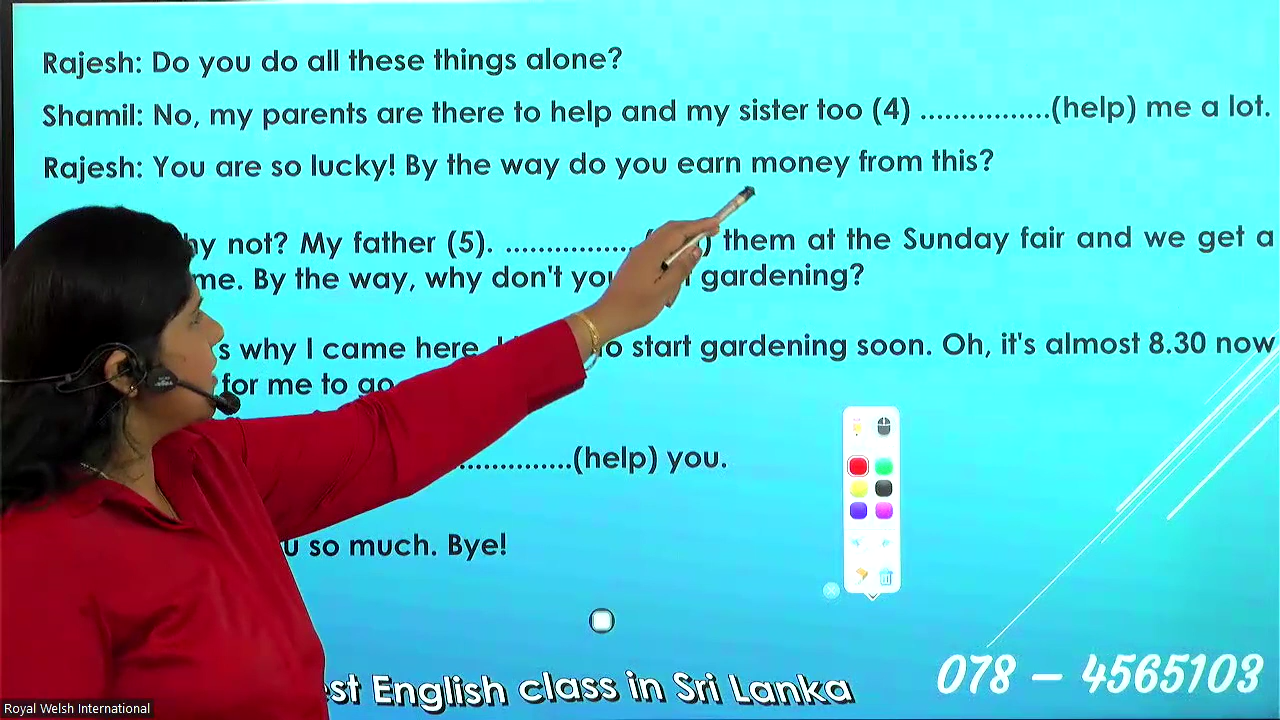 Rajesh: Do you do all these things alone?
Shamil: No, my parents are there to help and my sister too (4) ................(help) me a lot.
Rajesh: You are so lucky! By the way do you earn money from this?
not? My father (5). ................ them at the Sunday fair and we get a
By the way, why don't you gardening?
why I came here. to start gardening soon. Oh, it's almost 8.30 now
for me to go
..............(help) you.
so much. Bye!
English class in Sri Lanka
078 – 4565103
Royal Welsh International